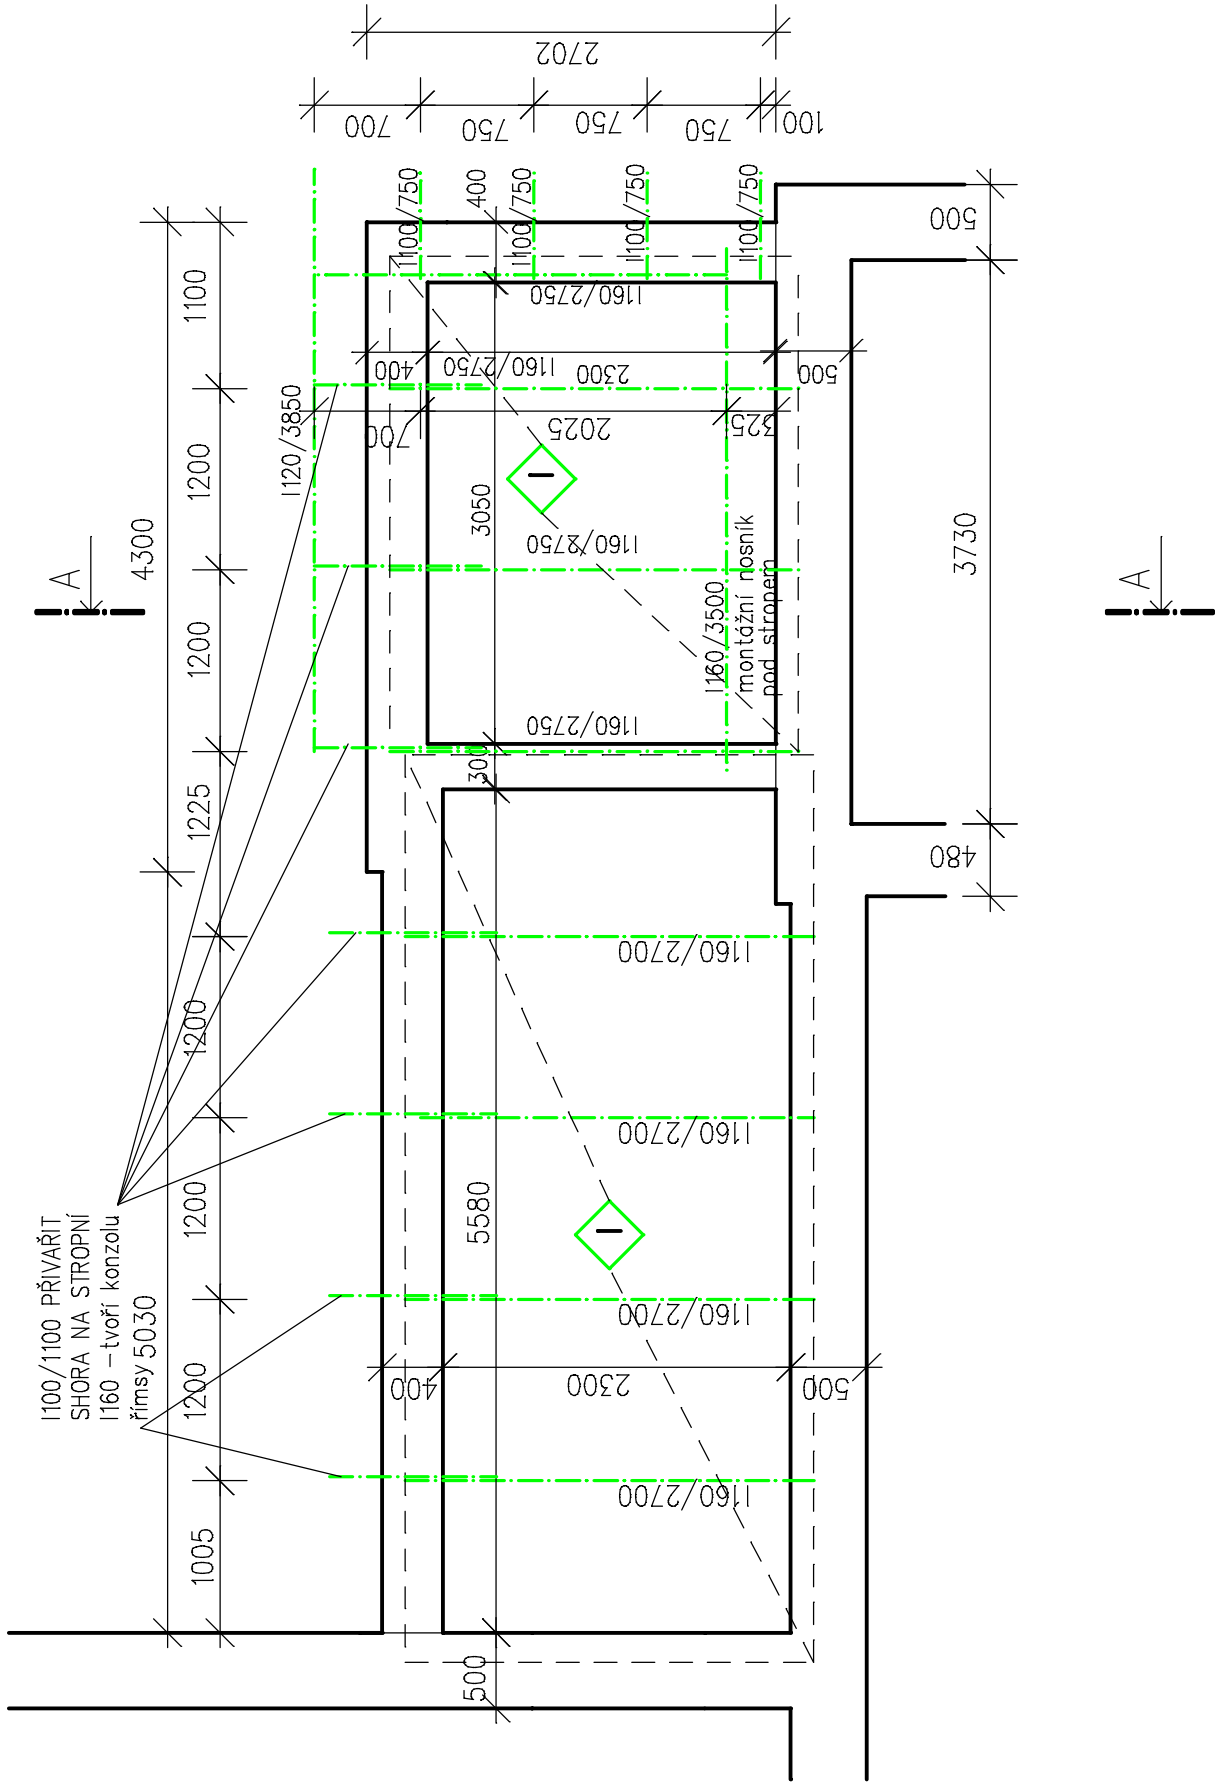 I100/1100 PŘIVAŘIT
SHORA NA STROPNÍ
I160 -tvoří konzolu
římsy 5030
A
A
4300
1100
1200
1200
1225
1200
1200
1200
1005
I120/3850
2702
700
750
750
750
100
I100/750
I100/750
I100/750
I100/750
400
I160/2750
I160/2750
400
2300
500
700
2025
325
I
3050
I160/2750
I160/3500
montážní nosník
pod stropem
I160/2750
300
500
3730
480
I160/2700
I160/2700
5580
I
I160/2700
400
2300
500
I160/2700
500